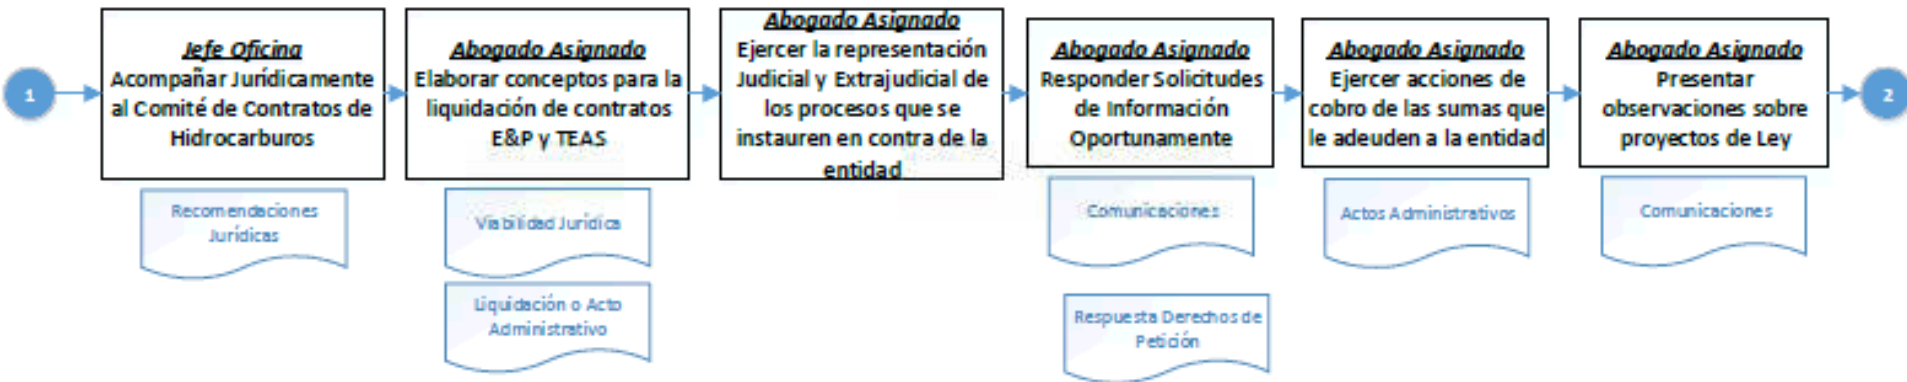 1
Jefe Oficina
Acompañar Jurídicamente
al Comité de Contratos de
Hidrocarburos
Recomendaciones
Jurídicas
Abogado Asignado
Elaborar conceptos para la
liquidación de contratos
E&P y TEAS
Viabilidad Jurídica
Liquidación o Acto
Administrativo
Abogado Asignado
Ejercer la representación
Judicial y Extrajudicial de
los procesos que se
instauren en contra de la
entidad
Abogado Asignado
Responder Solicitudes
de Información
Oportunamente
Comunicaciones
Respuesta Derechos de
Petición
Abogado Asignado
Ejercer acciones de
cobro de las sumas que
le adeuden a la entidad
Actos Administrativos
Abogado Asignado
Presentar
observaciones sobre
proyectos de Ley
Comunicaciones
2